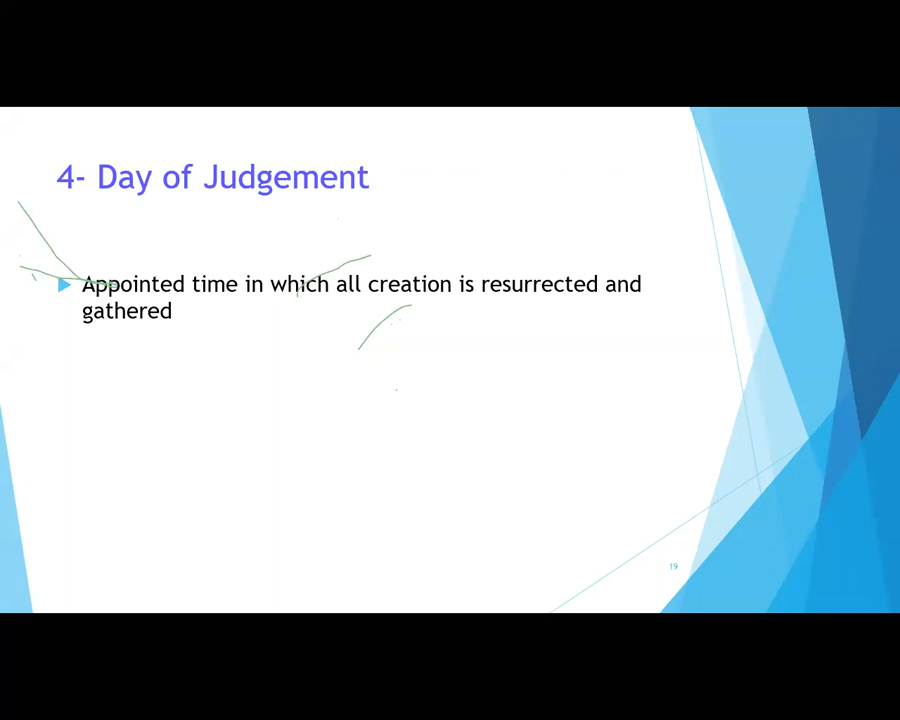 4- Day of Judgement
Appointed time in which all creation is resurrected and
gathered
19